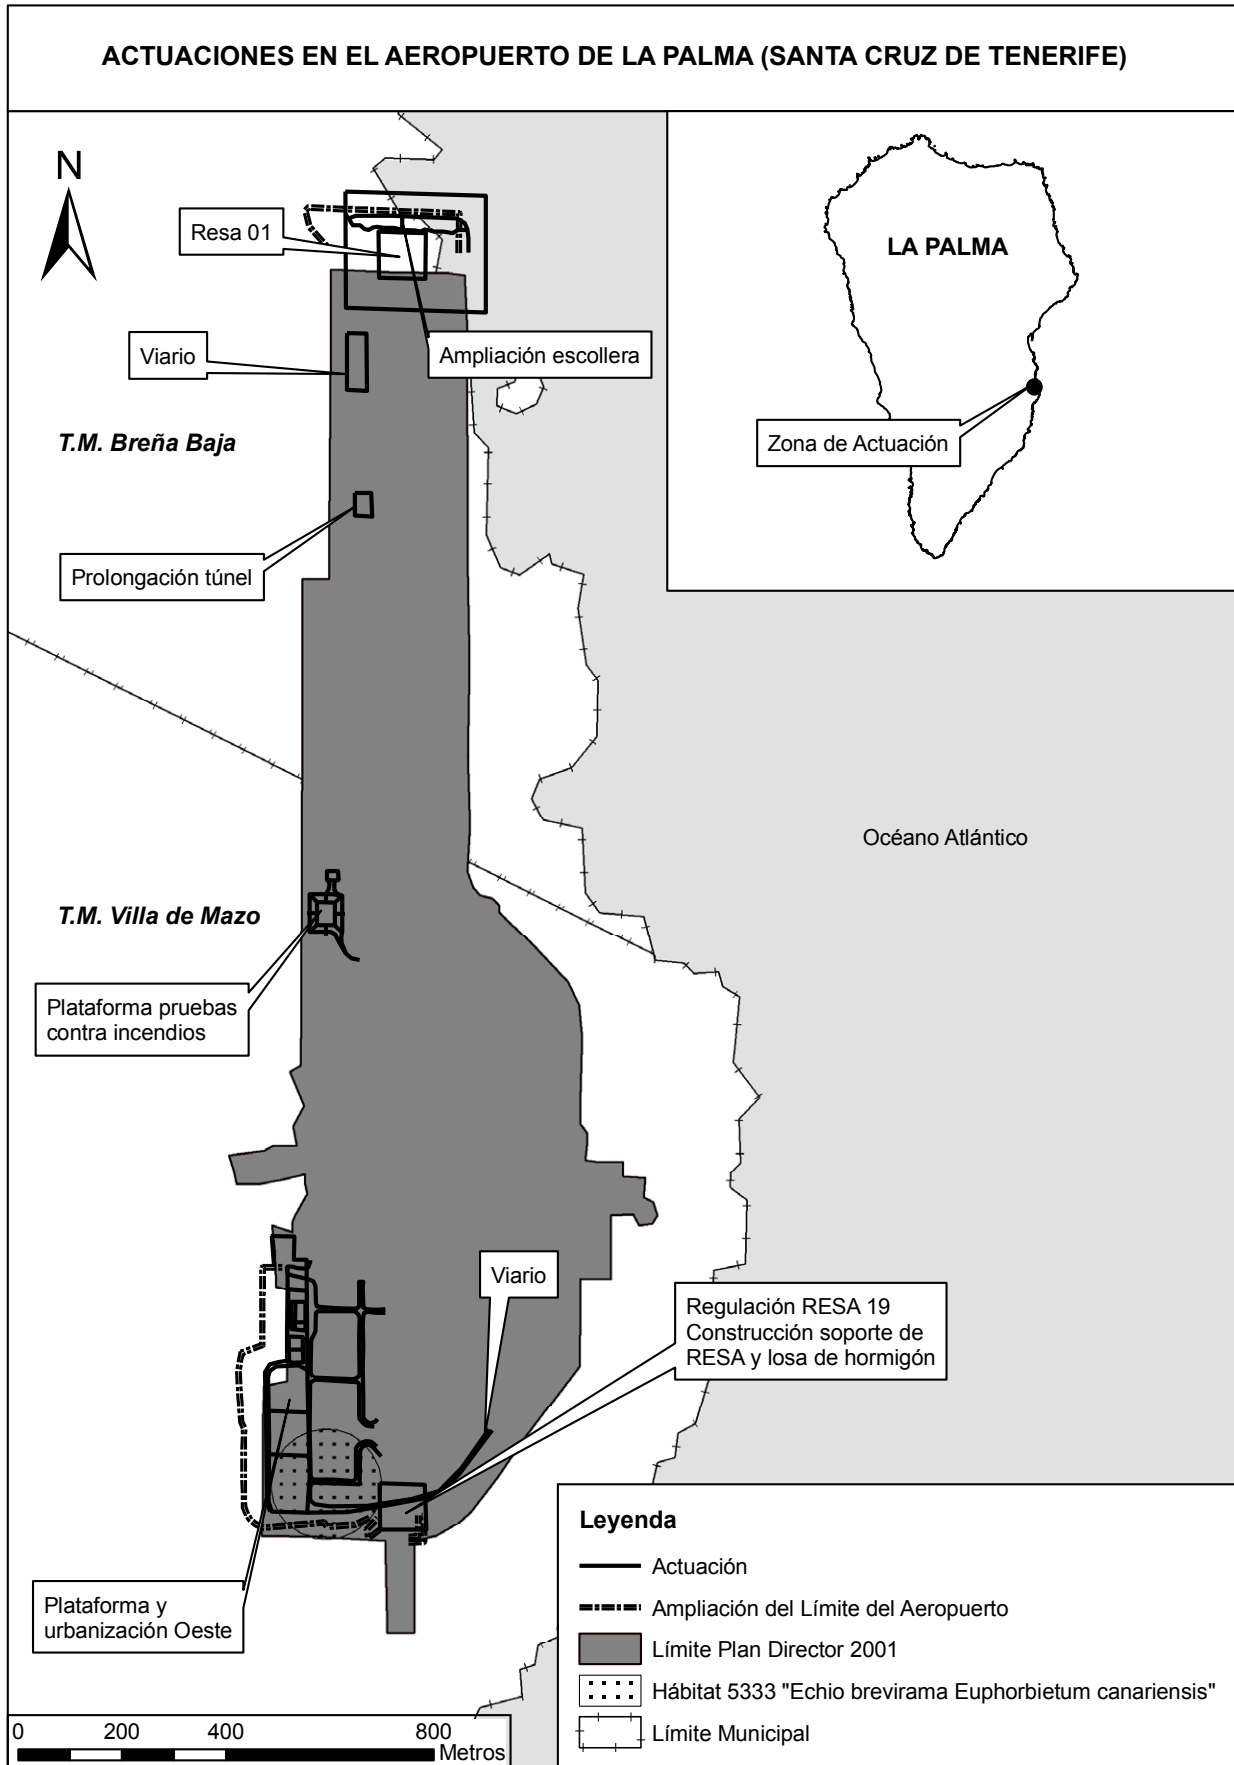 ACTUACIONES EN EL AEROPUERTO DE LA PALMA (SANTA CRUZ DE TENERIFE)
N
Resa 01
LA PALMA
Viario
Ampliación escollera
T.M. Breña Baja
Zona de Actuación
Prolongación túnel
Océano Atlántico
T.M. Villa de Mazo
Plataforma pruebas
contra incendios
Viario
Regulación RESA 19
Construcción soporte de
RESA y losa de hormigón
Plataforma y
urbanización Oeste
Leyenda
Actuación
Ampliación del Límite del Aeropuerto
Límite Plan Director 2001
Hábitat 5333 "Echio brevirama Euphorbietum canariensis"
Límite Municipal
0 200 400 800
Metros